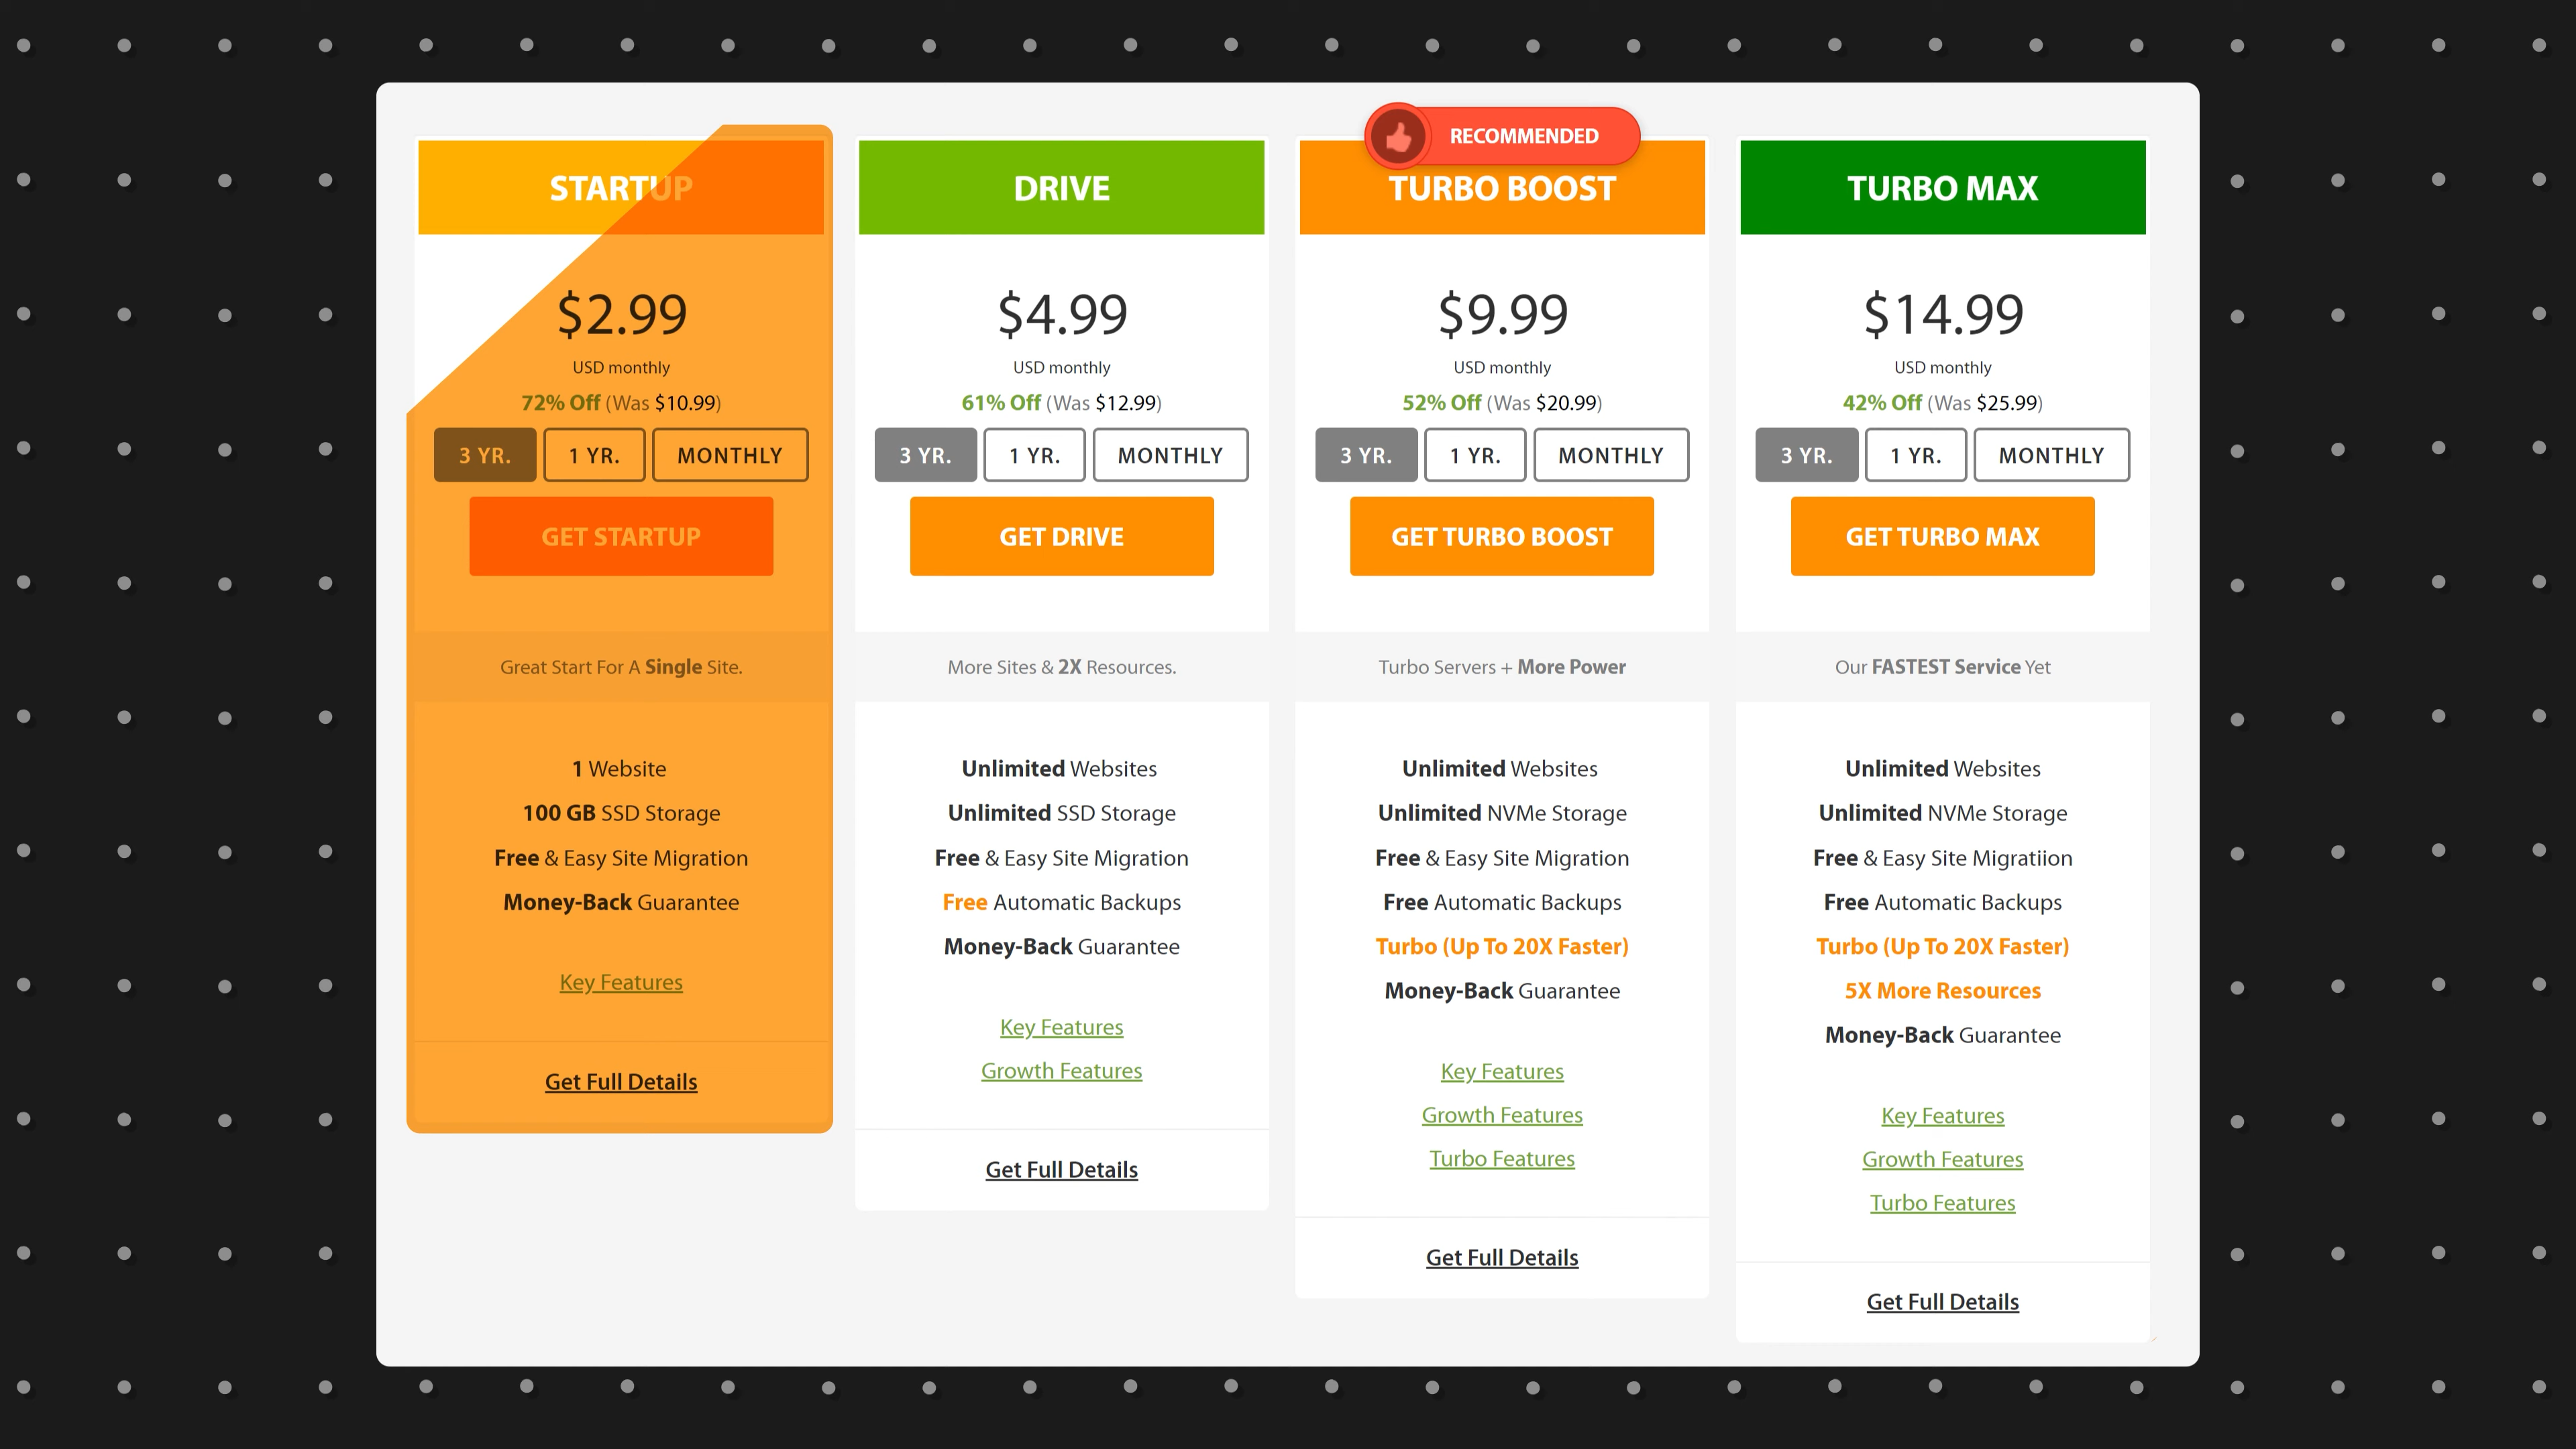 STARTUP
$2.99
USD monthly
72% Off (Was $10.99)
3 YR.
1 YR.
MONTHLY
GET STARTUP
Great Start For A Single Site.
1 Website
100 GB SSD Storage
Free & Easy Site Migration
Money-Back Guarantee
Key Features
Get Full Details
DRIVE
$4.99
USD monthly
61% Off (Was $12.99)
3 YR.
1 YR.
MONTHLY
GET DRIVE
More Sites & 2X Resources.
Unlimited Websites
Unlimited SSD Storage
Free & Easy Site Migration
Free Automatic Backups
Money-Back Guarantee
Key Features
Growth Features
Get Full Details
RECOMMENDED
TURBO BOOST
$9.99
USD monthly
52% Off (Was $20.99)
3 YR.
1 YR.
MONTHLY
GET TURBO BOOST
Turbo Servers + More Power
Unlimited Websites
Unlimited NVMe Storage
Free & Easy Site Migration
Free Automatic Backups
Turbo (Up To 20X Faster)
Money-Back Guarantee
Key Features
Growth Features
Turbo Features
Get Full Details
TURBO MAX
$14.99
USD monthly
42% Off (Was $25.99)
3 YR.
1 YR.
MONTHLY
GET TURBO MAX
Our FASTEST Service Yet
Unlimited Websites
Unlimited NVMe Storage
Free & Easy Site Migratiion
Free Automatic Backups
Turbo (Up To 20X Faster)
5X More Resources
Money-Back Guarantee
Key Features
Growth Features
Turbo Features
Get Full Details